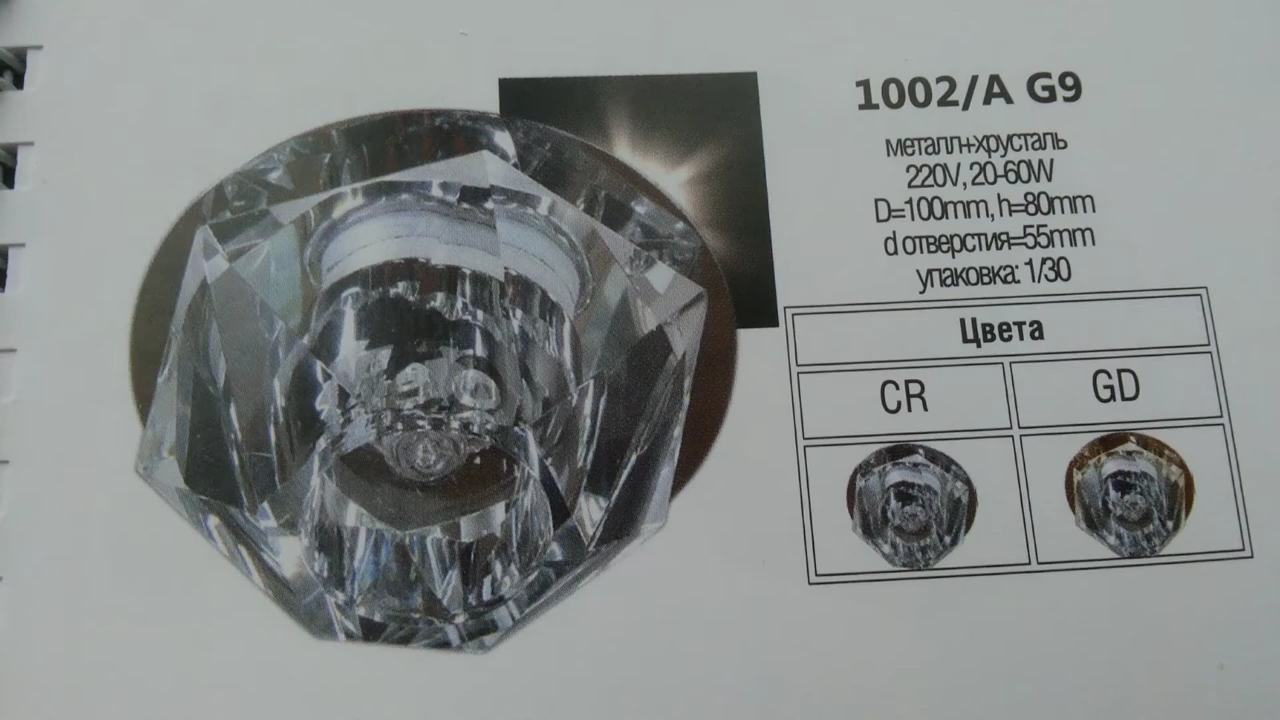 1002/A G9
металл+хрусталь
220V, 20-60W
D=100mm, h=80mm
d отверстия=55mm
упаковка: 1/30
Цвета
CR
GD